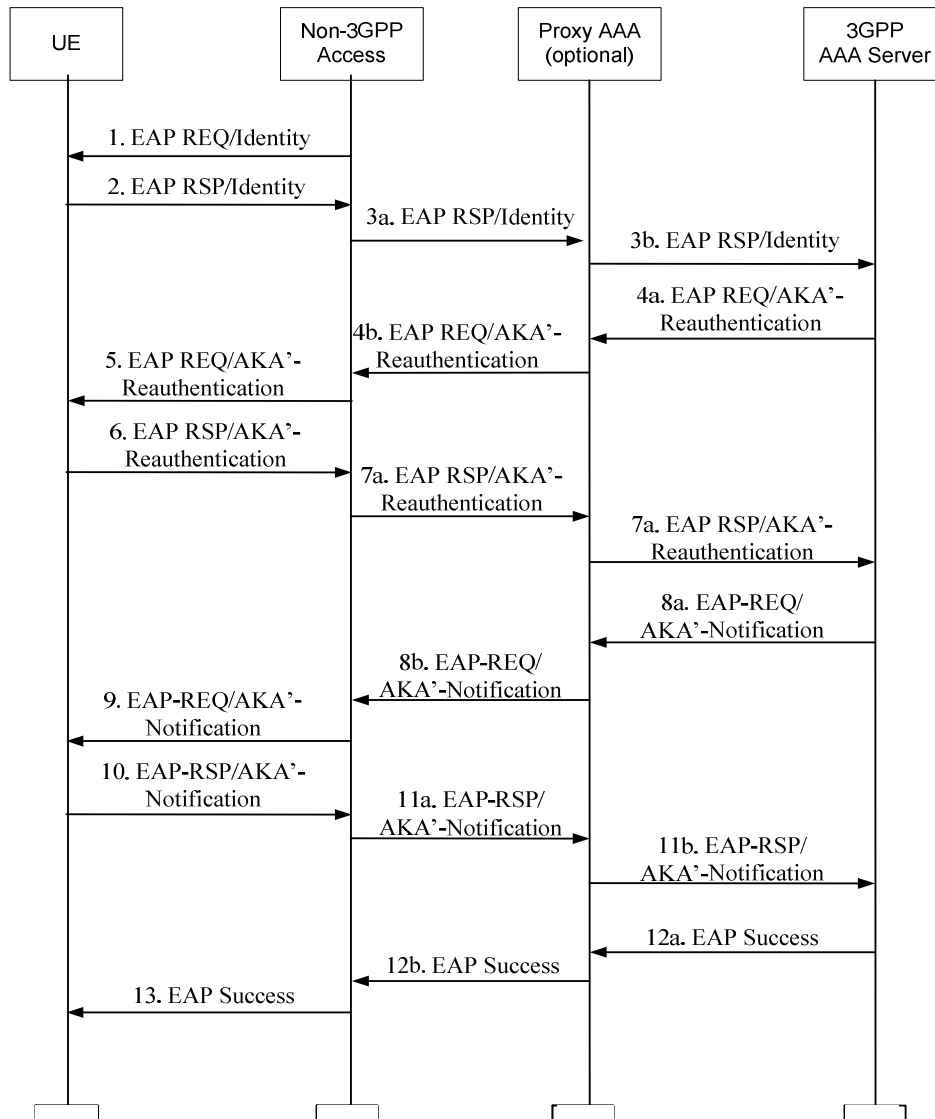 UE
Non-3GPP
Access
Proxy AAA
(optional)
3GPP
AAA Server
1. EAP REQ/Identity
2. EAP RSP/Identity
3a. EAP RSP/Identity
3b. EAP RSP/Identity
4a. EAP REQ/AKA’-
Reauthentication
4b. EAP REQ/AKA’-
Reauthentication
5. EAP REQ/AKA’-
Reauthentication
6. EAP RSP/AKA’-
Reauthentication
7a. EAP RSP/AKA’-
Reauthentication
7a. EAP RSP/AKA’-
Reauthentication
8a. EAP-REQ/
AKA’-Notification
8b. EAP-REQ/
AKA’-Notification
9. EAP-REQ/AKA’-
Notification
10. EAP-RSP/AKA’-
Notification
11a. EAP-RSP/
AKA’-Notification
11b. EAP-RSP/
AKA’-Notification
12a. EAP Success
12b. EAP Success
13. EAP Success